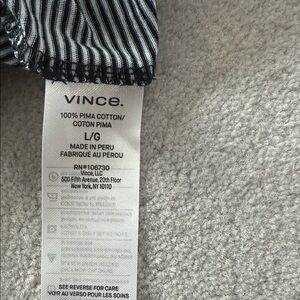 VINCE.
100% PIMA COTTON/
COTON PIMA
L/G
MADE IN PERU
FABRIQUÉ AU PÉROU
RN#106730
Vince, LLC
500 Fifth Avenue, 20th Floor
New York, NY 10110
SEE REVERSE FOR CARE
VOIR AU VERSO POUR LES SOINS